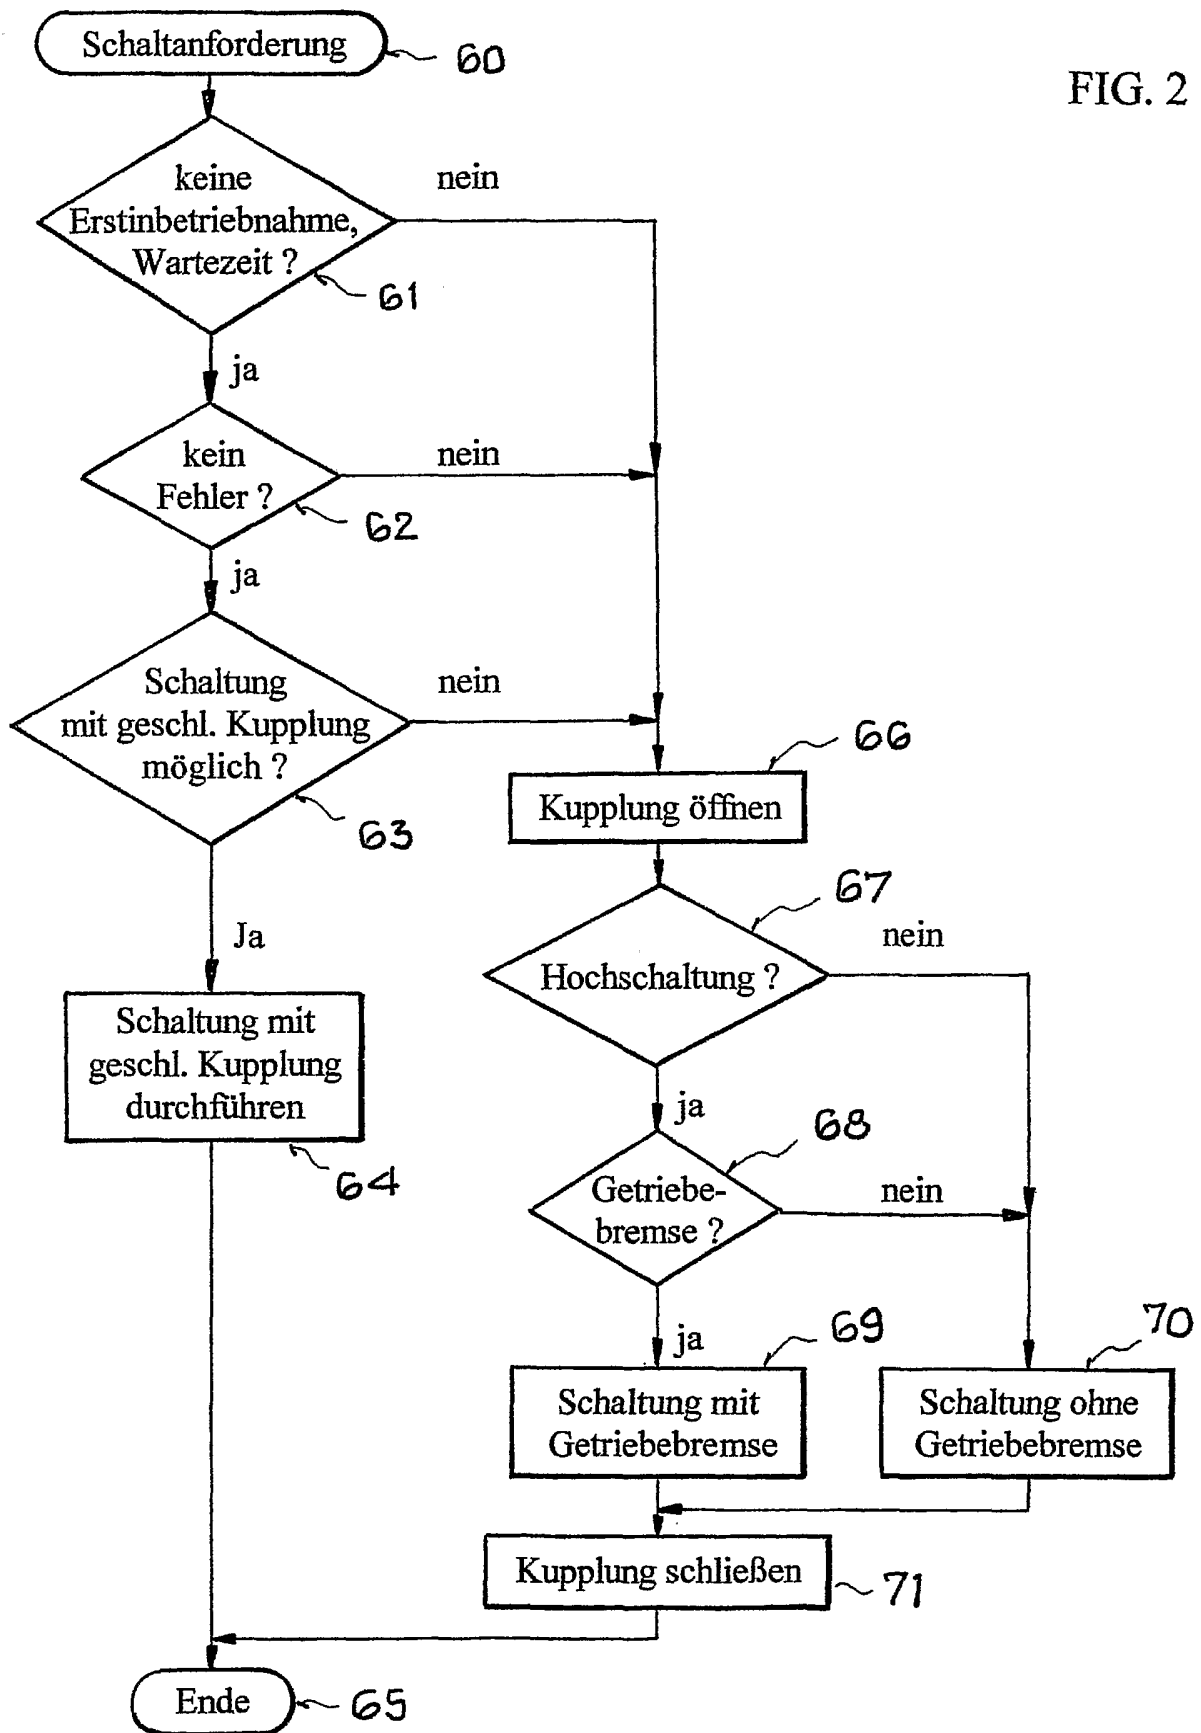 Schaltanforderung
60
FIG. 2
keine
Erstinbetriebnahme,
Wartezeit ?
nein
61
ja
kein
Fehler ?
nein
62
ja
Schaltung
mit geschl. Kupplung
möglich ?
nein
63
66
Kupplung öffnen
67
Hochschaltung ?
nein
Ja
Schaltung mit
geschl. Kupplung
durchführen
64
ja
68
Getriebe-
bremse ?
nein
ja
69
70
Schaltung mit
Getriebebremse
Schaltung ohne
Getriebebremse
Kupplung schließen
71
Ende
65